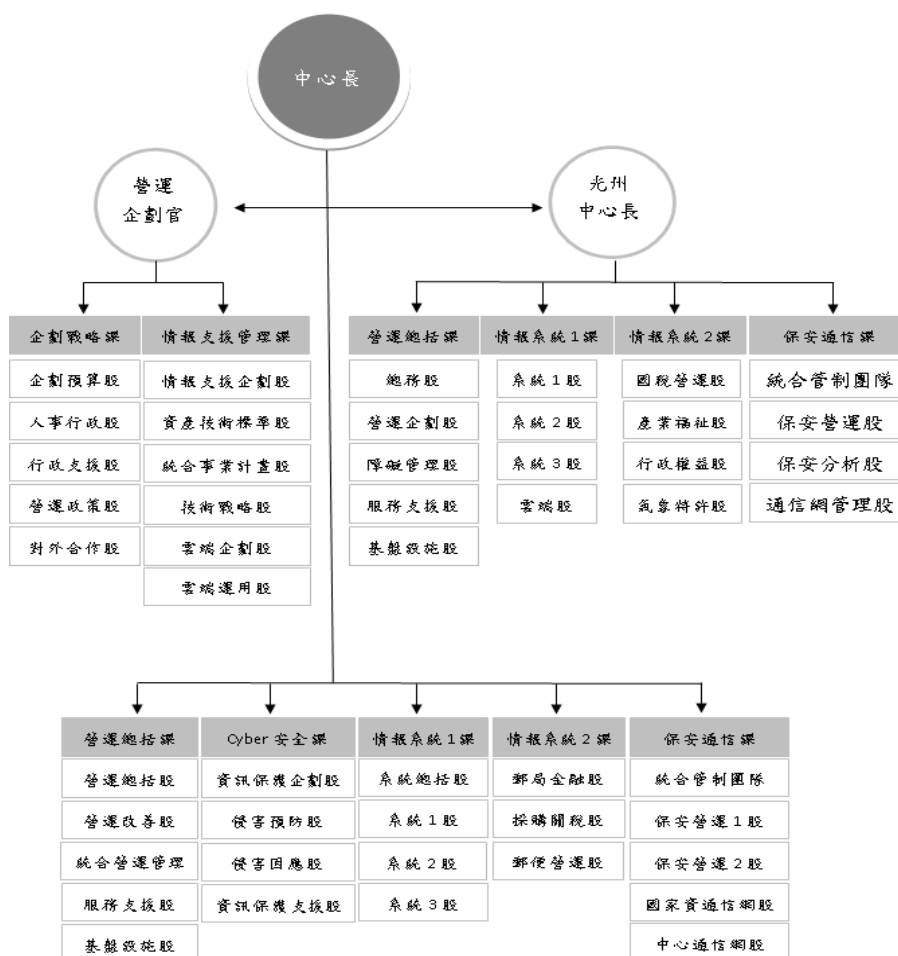 中心長
營運
企劃官
光州
中心長
企劃戰略課
企劃預算股
人事行政股
行政支援股
營運政策股
對外合作股
情報支援管理課
情報支援企劃股
資產技術標準股
統合事業計畫股
技術戰略股
雲端企劃股
雲端運用股
營運總括課
總務股
營運企劃股
障礙管理股
服務支援股
基盤設施股
情報系統1課
系統1股
系統2股
系統3股
雲端股
情報系統2課
國稅營運股
產業福祉股
行政權益股
氣象特許股
保安通信課
統合管制團隊
保安營運股
保安分析股
通信網管理股
營運總括課
營運總括股
營運改善股
統合營運管理
服務支援股
基盤設施股
Cyber 安全課
資訊保護企劃股
侵害預防股
侵害因應股
資訊保護支援股
情報系統1課
系統總括股
系統1股
系統2股
系統3股
情報系統2課
郵局金融股
採購關稅股
郵便營運股
保安通信課
統合管制團隊
保安營運1股
保安營運2股
國家資通信網股
中心通信網股